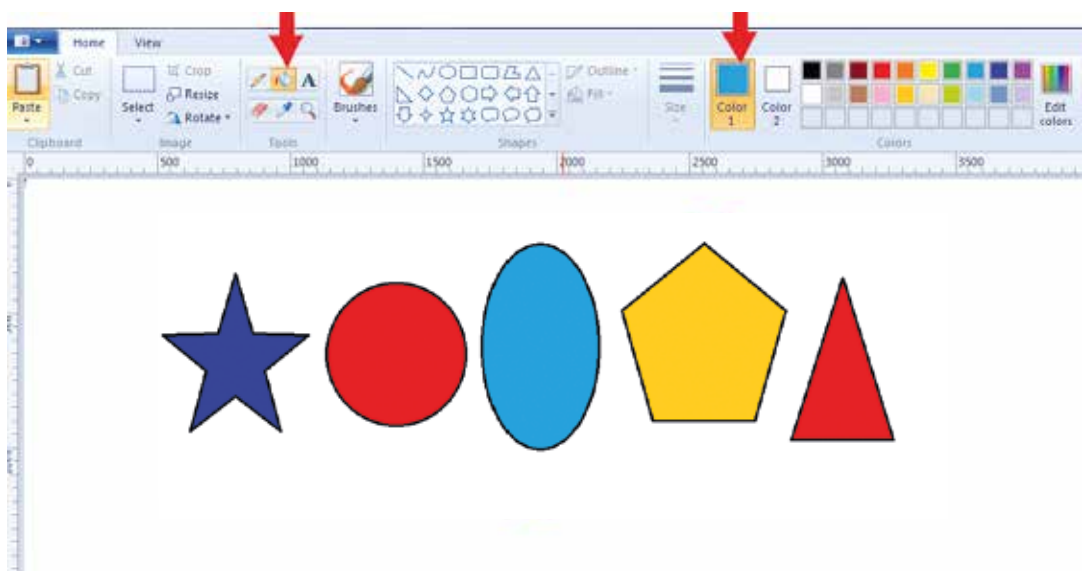 Home View
Cut
Copy
Paste
Clipboard
Select
Crop
Resize
Rotate
Image
A
Tools
Brushes
Outline
Fill
Shapes
Size
Color 1
Color 2
Edit colors
Colors
0 500 1000 1500 2000 2500 3000 3500